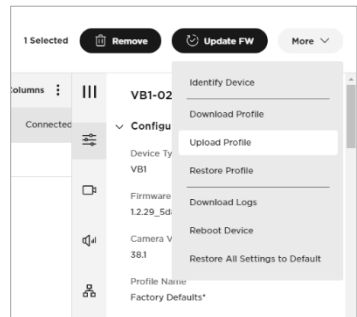 1 Selected
Remove
Update FW
More
Columns
Connected
VB1-02
Configu
Device Ty
VB1
Firmware
1.2.29_5d
Camera V
38.1
Profile Name
Factory Defaults*
Identify Device
Download Profile
Upload Profile
Restore Profile
Download Logs
Reboot Device
Restore All Settings to Default